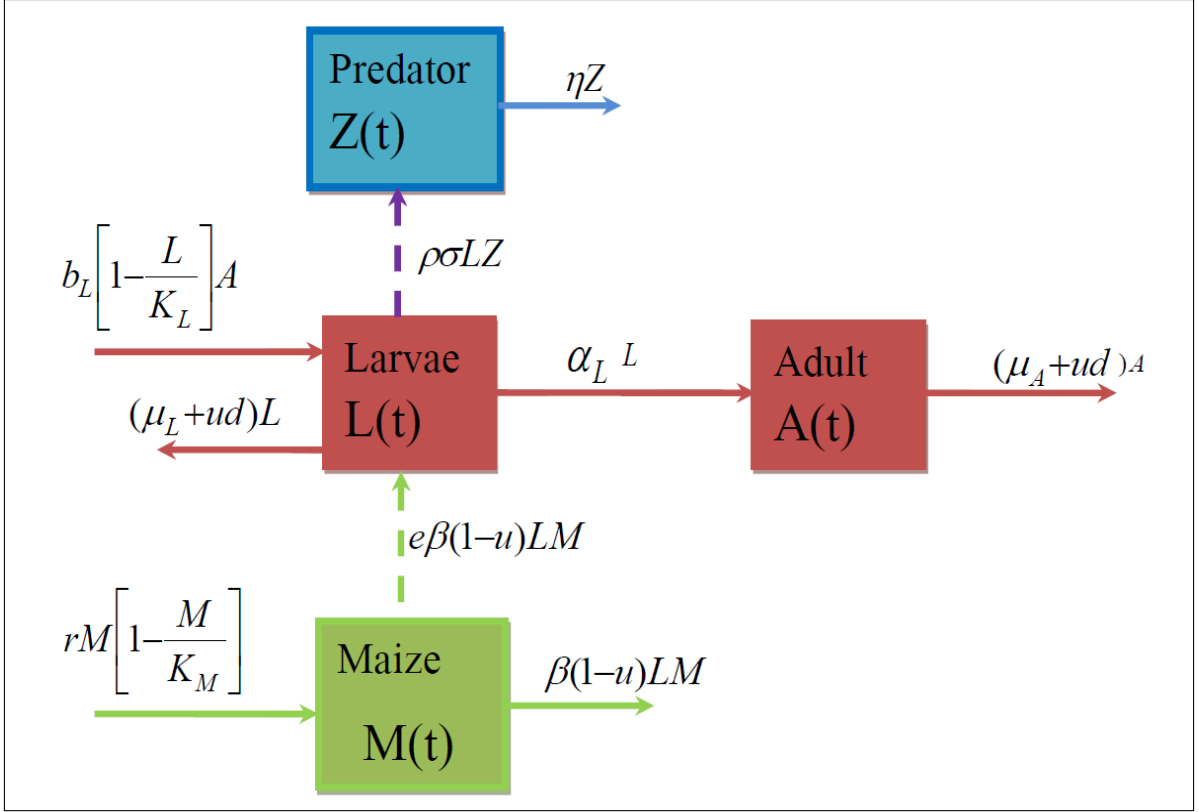 Predator
Z(t)
ηZ
ρσLZ
b_L[1-L/K_L]A
Larvae
L(t)
(μ_L+ud)L
α_L L
Adult
A(t)
(μ_A+ud)A
eβ(1-u)LM
rM[1-M/K_M]
Maize
M(t)
β(1-u)LM